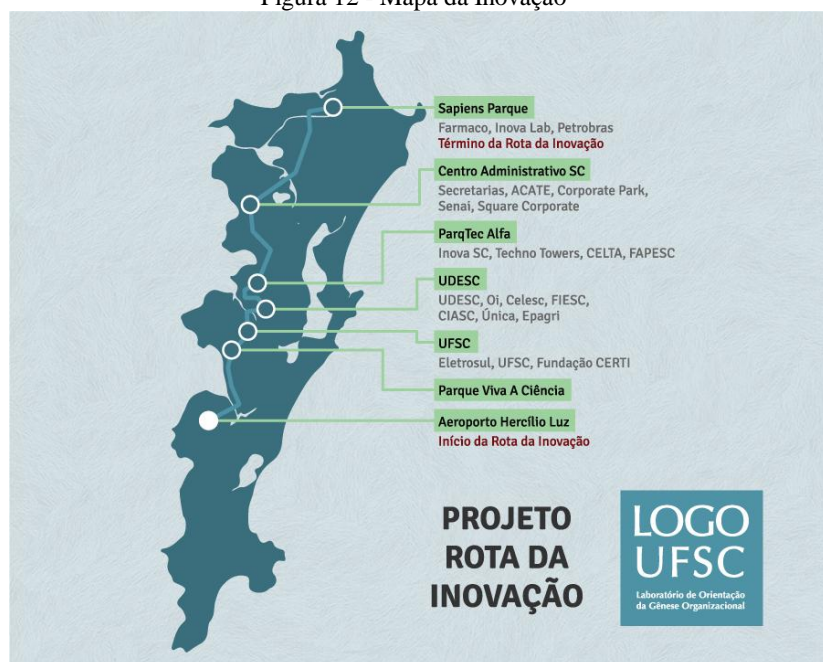 Figura 12 - Mapa da Inovação
Sapiens Parque
Farmaco, Inova Lab, Petrobras
Término da Rota da Inovação
Centro Administrativo SC
Secretarias, ACATE, Corporate Park,
Senai, Square Corporate
ParqTec Alfa
Inova SC, Techno Towers, CELTA, FAPESC
UDESC
UDESC, Oi, Celesc, FIESC,
CIASC, Única, Epagri
UFSC
Eletrosul, UFSC, Fundação CERTI
Parque Viva A Ciência
Aeroporto Hercílio Luz
Início da Rota da Inovação
PROJETO
ROTA DA
INOVAÇÃO
LOGO
UFSC
Laboratório de Orientação
da Gênese Organizacional